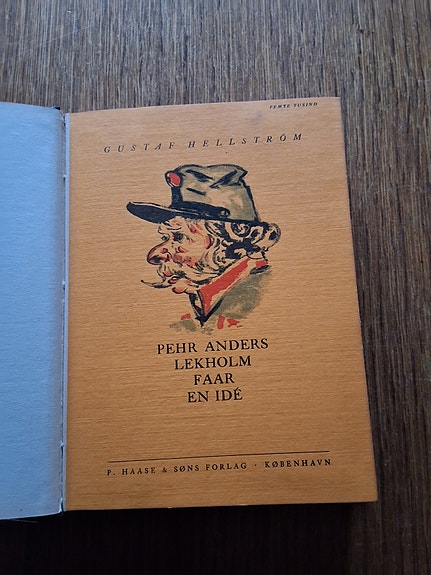 FEMTE TUSIND
GUSTAF HELLSTRÖM
PEHR ANDERS
LEKHOLM
FAAR
EN IDÉ
P. HAASE & SØNS FORLAG · KØBENHAVN